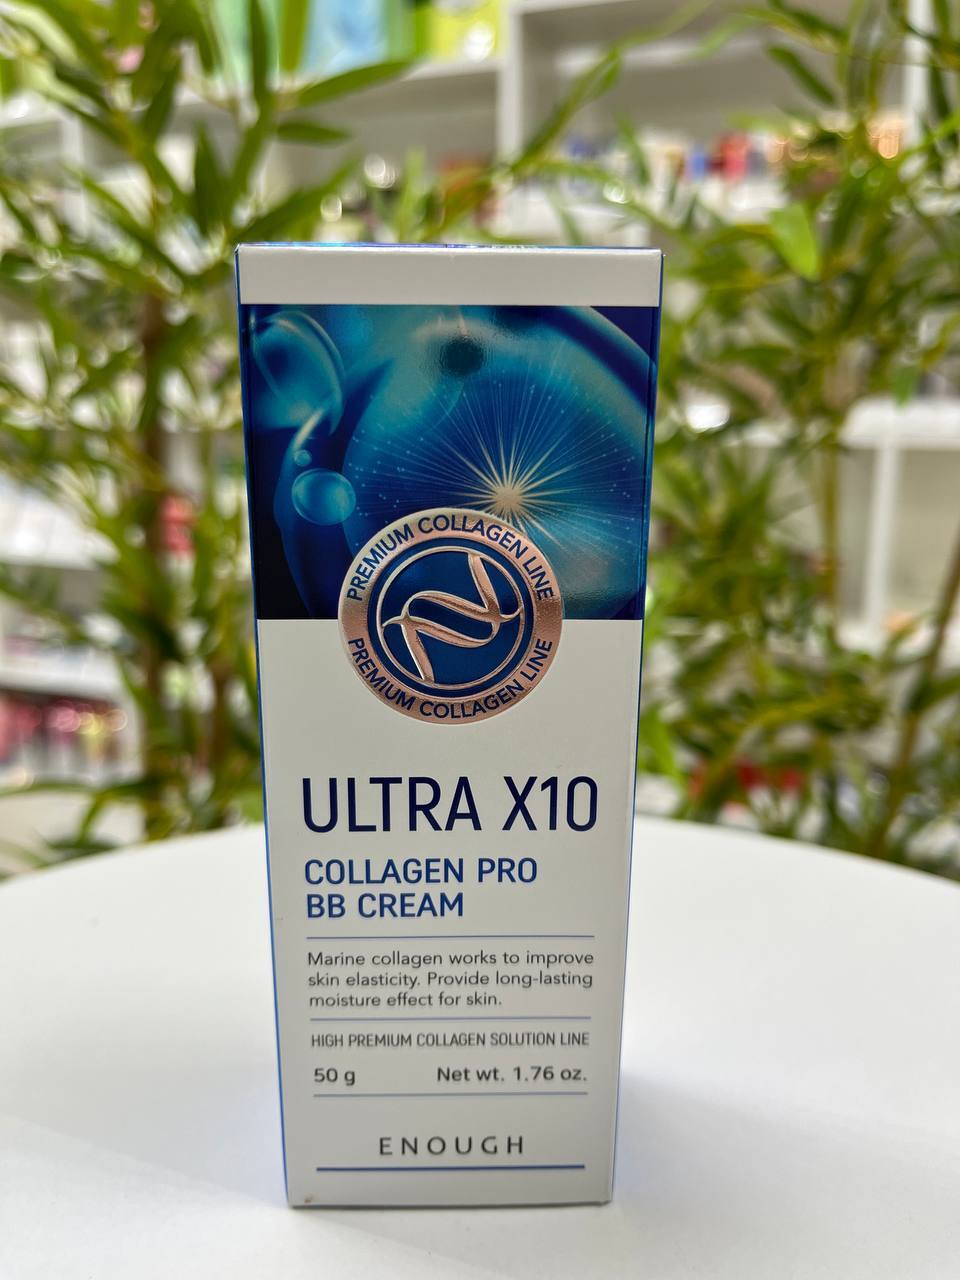 PREMIUM COLLAGEN LINE
PREMIUM COLLAGEN LINE
ULTRA X10
COLLAGEN PRO
BB CREAM
Marine collagen works to improve
skin elasticity. Provide long-lasting
moisture effect for skin.
HIGH PREMIUM COLLAGEN SOLUTION LINE
50 g Net wt. 1.76 oz.
ENOUGH